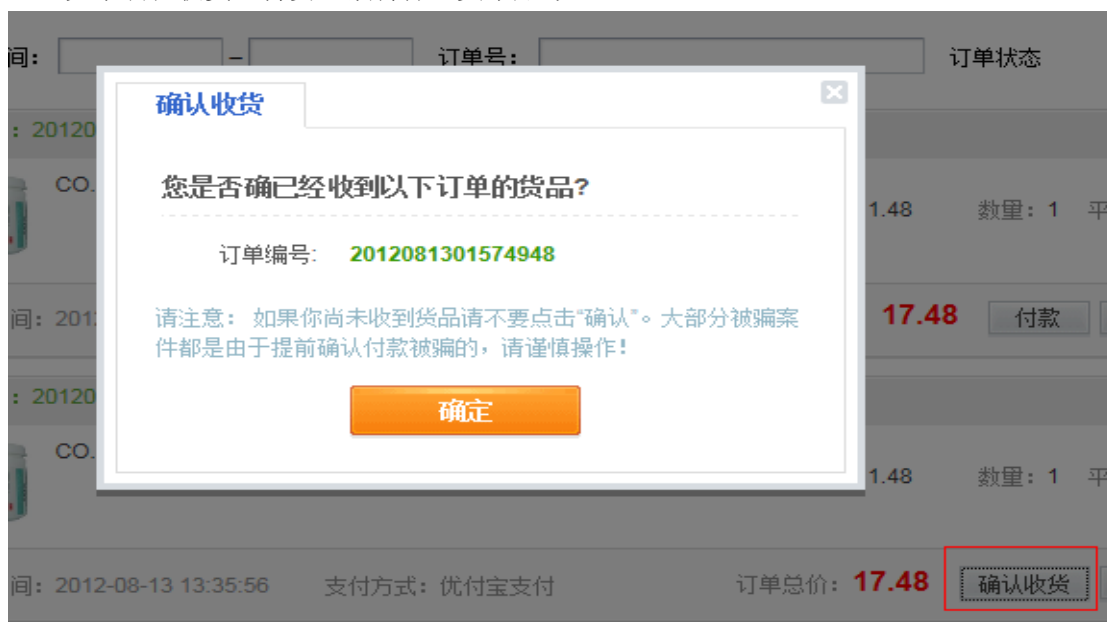 间： – 订单号： 订单状态
确认收货
：20120
CO.
您是否确已经收到以下订单的货品?
1.48 数量：1 平
订单编号: 2012081301574948
间：201
请注意： 如果你尚未收到货品请不要点击“确认”。大部分被骗案
件都是由于提前确认付款被骗的，请谨慎操作！
17.48 付款
：20120
确定
CO.
1.48 数量：1 平
间：2012-08-13 13:35:56 支付方式：优付宝支付 订单总价：17.48 确认收货